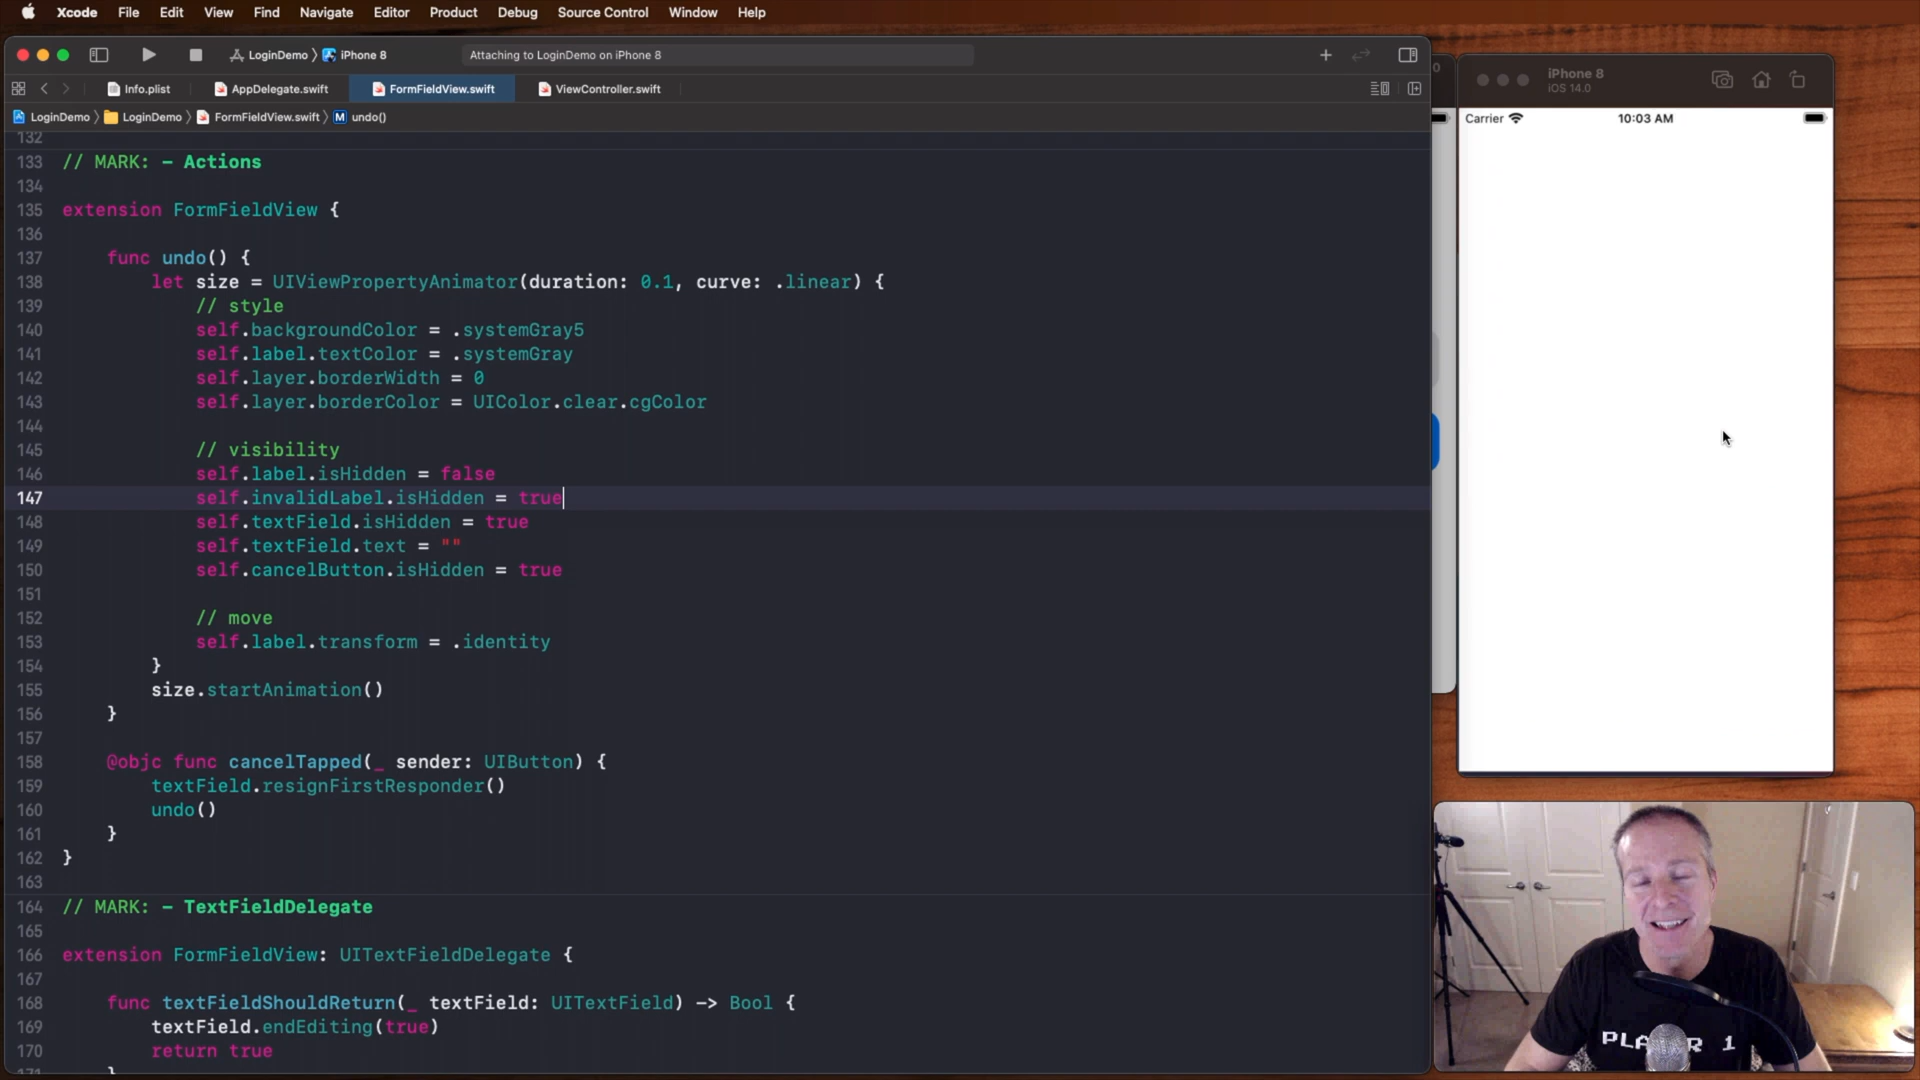 Xcode File Edit View Find Navigate Editor Product Debug Source Control Window Help
LoginDemo 〉 iPhone 8
Attaching to LoginDemo on iPhone 8
Info.plist
AppDelegate.swift
FormFieldView.swift
ViewController.swift
LoginDemo 〉 LoginDemo 〉 FormFieldView.swift 〉 M undo()
132
133 // MARK: - Actions
134
135 extension FormFieldView {
136
137 func undo() {
138 let size = UIViewPropertyAnimator(duration: 0.1, curve: .linear) {
139 // style
140 self.backgroundColor = .systemGray5
141 self.label.textColor = .systemGray
142 self.layer.borderWidth = 0
143 self.layer.borderColor = UIColor.clear.cgColor
144
145 // visibility
146 self.label.isHidden = false
147 self.invalidLabel.isHidden = true
148 self.textField.isHidden = true
149 self.textField.text = ""
150 self.cancelButton.isHidden = true
151
152 // move
153 self.label.transform = .identity
154 }
155 size.startAnimation()
156 }
157
158 @objc func cancelTapped(_ sender: UIButton) {
159 textField.resignFirstResponder()
160 undo()
161 }
162 }
163
164 // MARK: - TextFieldDelegate
165
166 extension FormFieldView: UITextFieldDelegate {
167
168 func textFieldShouldReturn(_ textField: UITextField) -> Bool {
169 textField.endEditing(true)
170 return true
171 }
iPhone 8
iOS 14.0
Carrier 10:03 AM